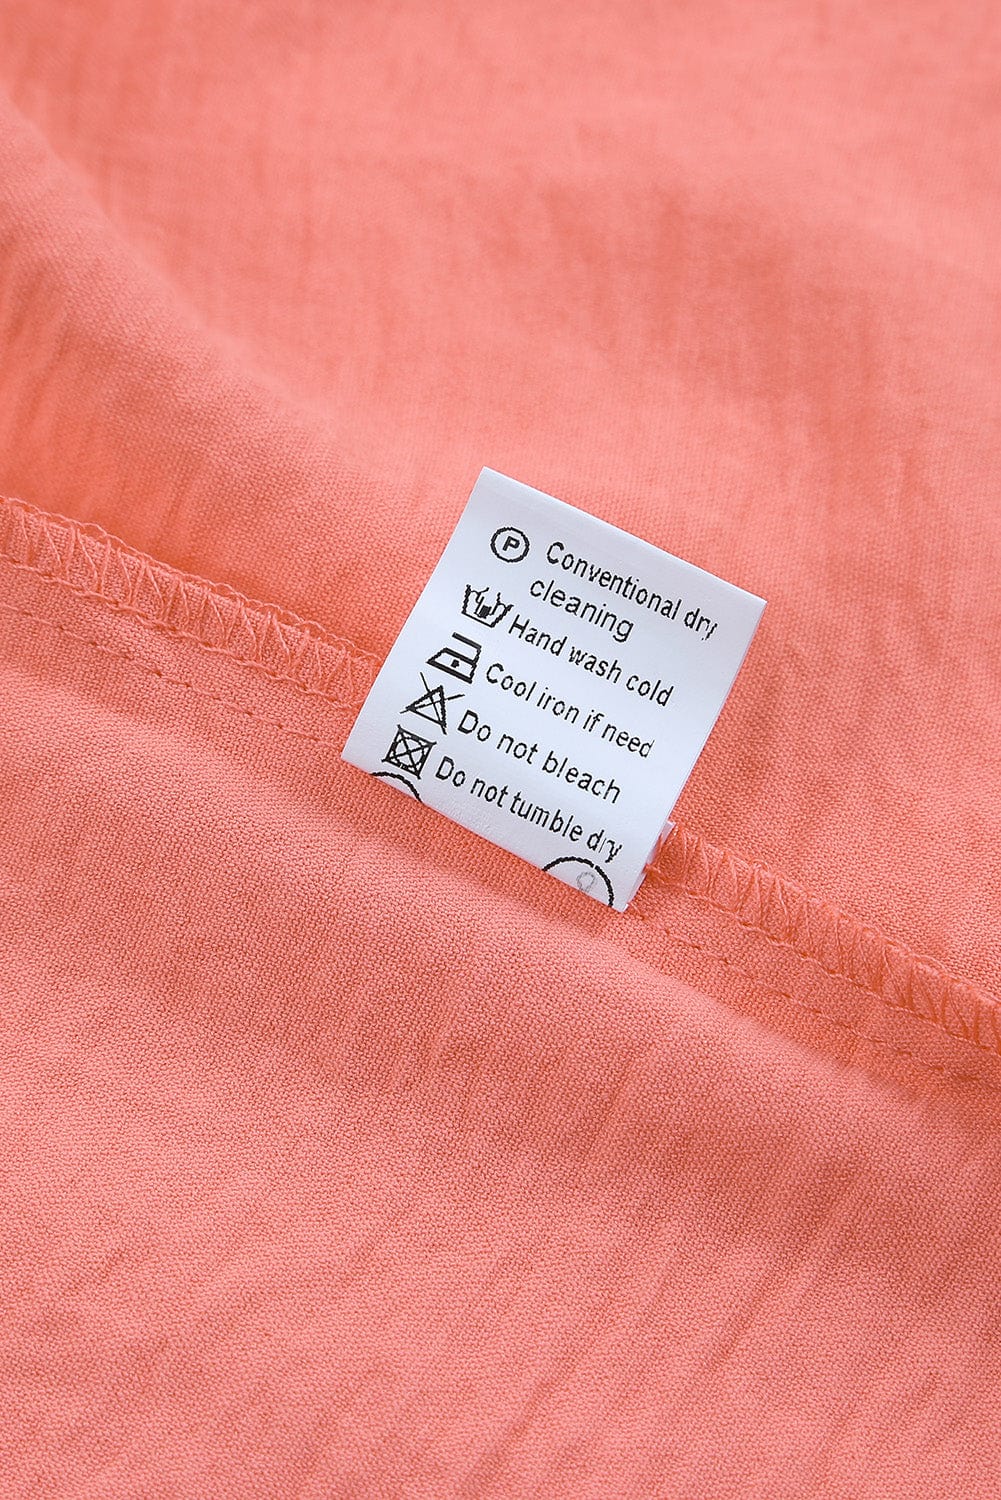 P Conventional dry
cleaning
Hand wash cold
Cool iron if need
Do not bleach
Do not tumble dry